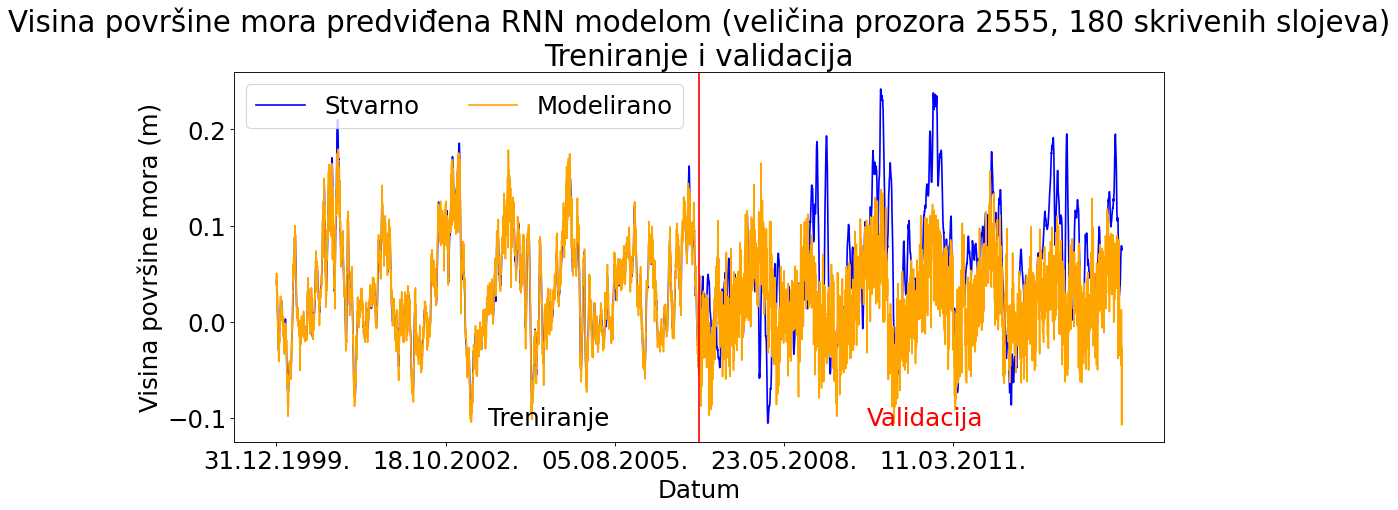 Visina površine mora predviđena RNN modelom (veličina prozora 2555, 180 skrivenih slojeva)
Treniranje i validacija
Stvarno
Modelirano
Visina površine mora (m)
0.2
0.1
0.0
−0.1
Treniranje
Validacija
31.12.1999.
18.10.2002.
05.08.2005.
23.05.2008.
11.03.2011.
Datum